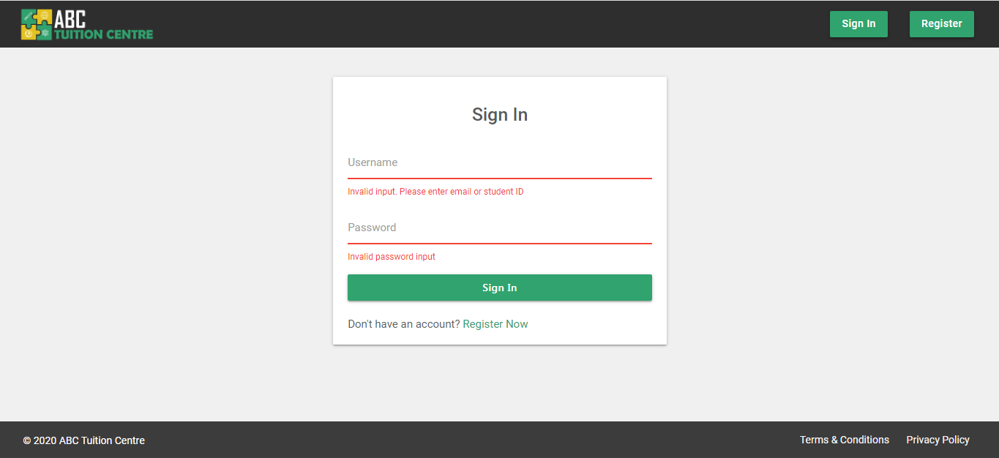 ABC
TUITION CENTRE
Sign In
Register
Sign In
Username
Invalid input. Please enter email or student ID
Password
Invalid password input
Sign In
Don't have an account? Register Now
© 2020 ABC Tuition Centre
Terms & Conditions
Privacy Policy